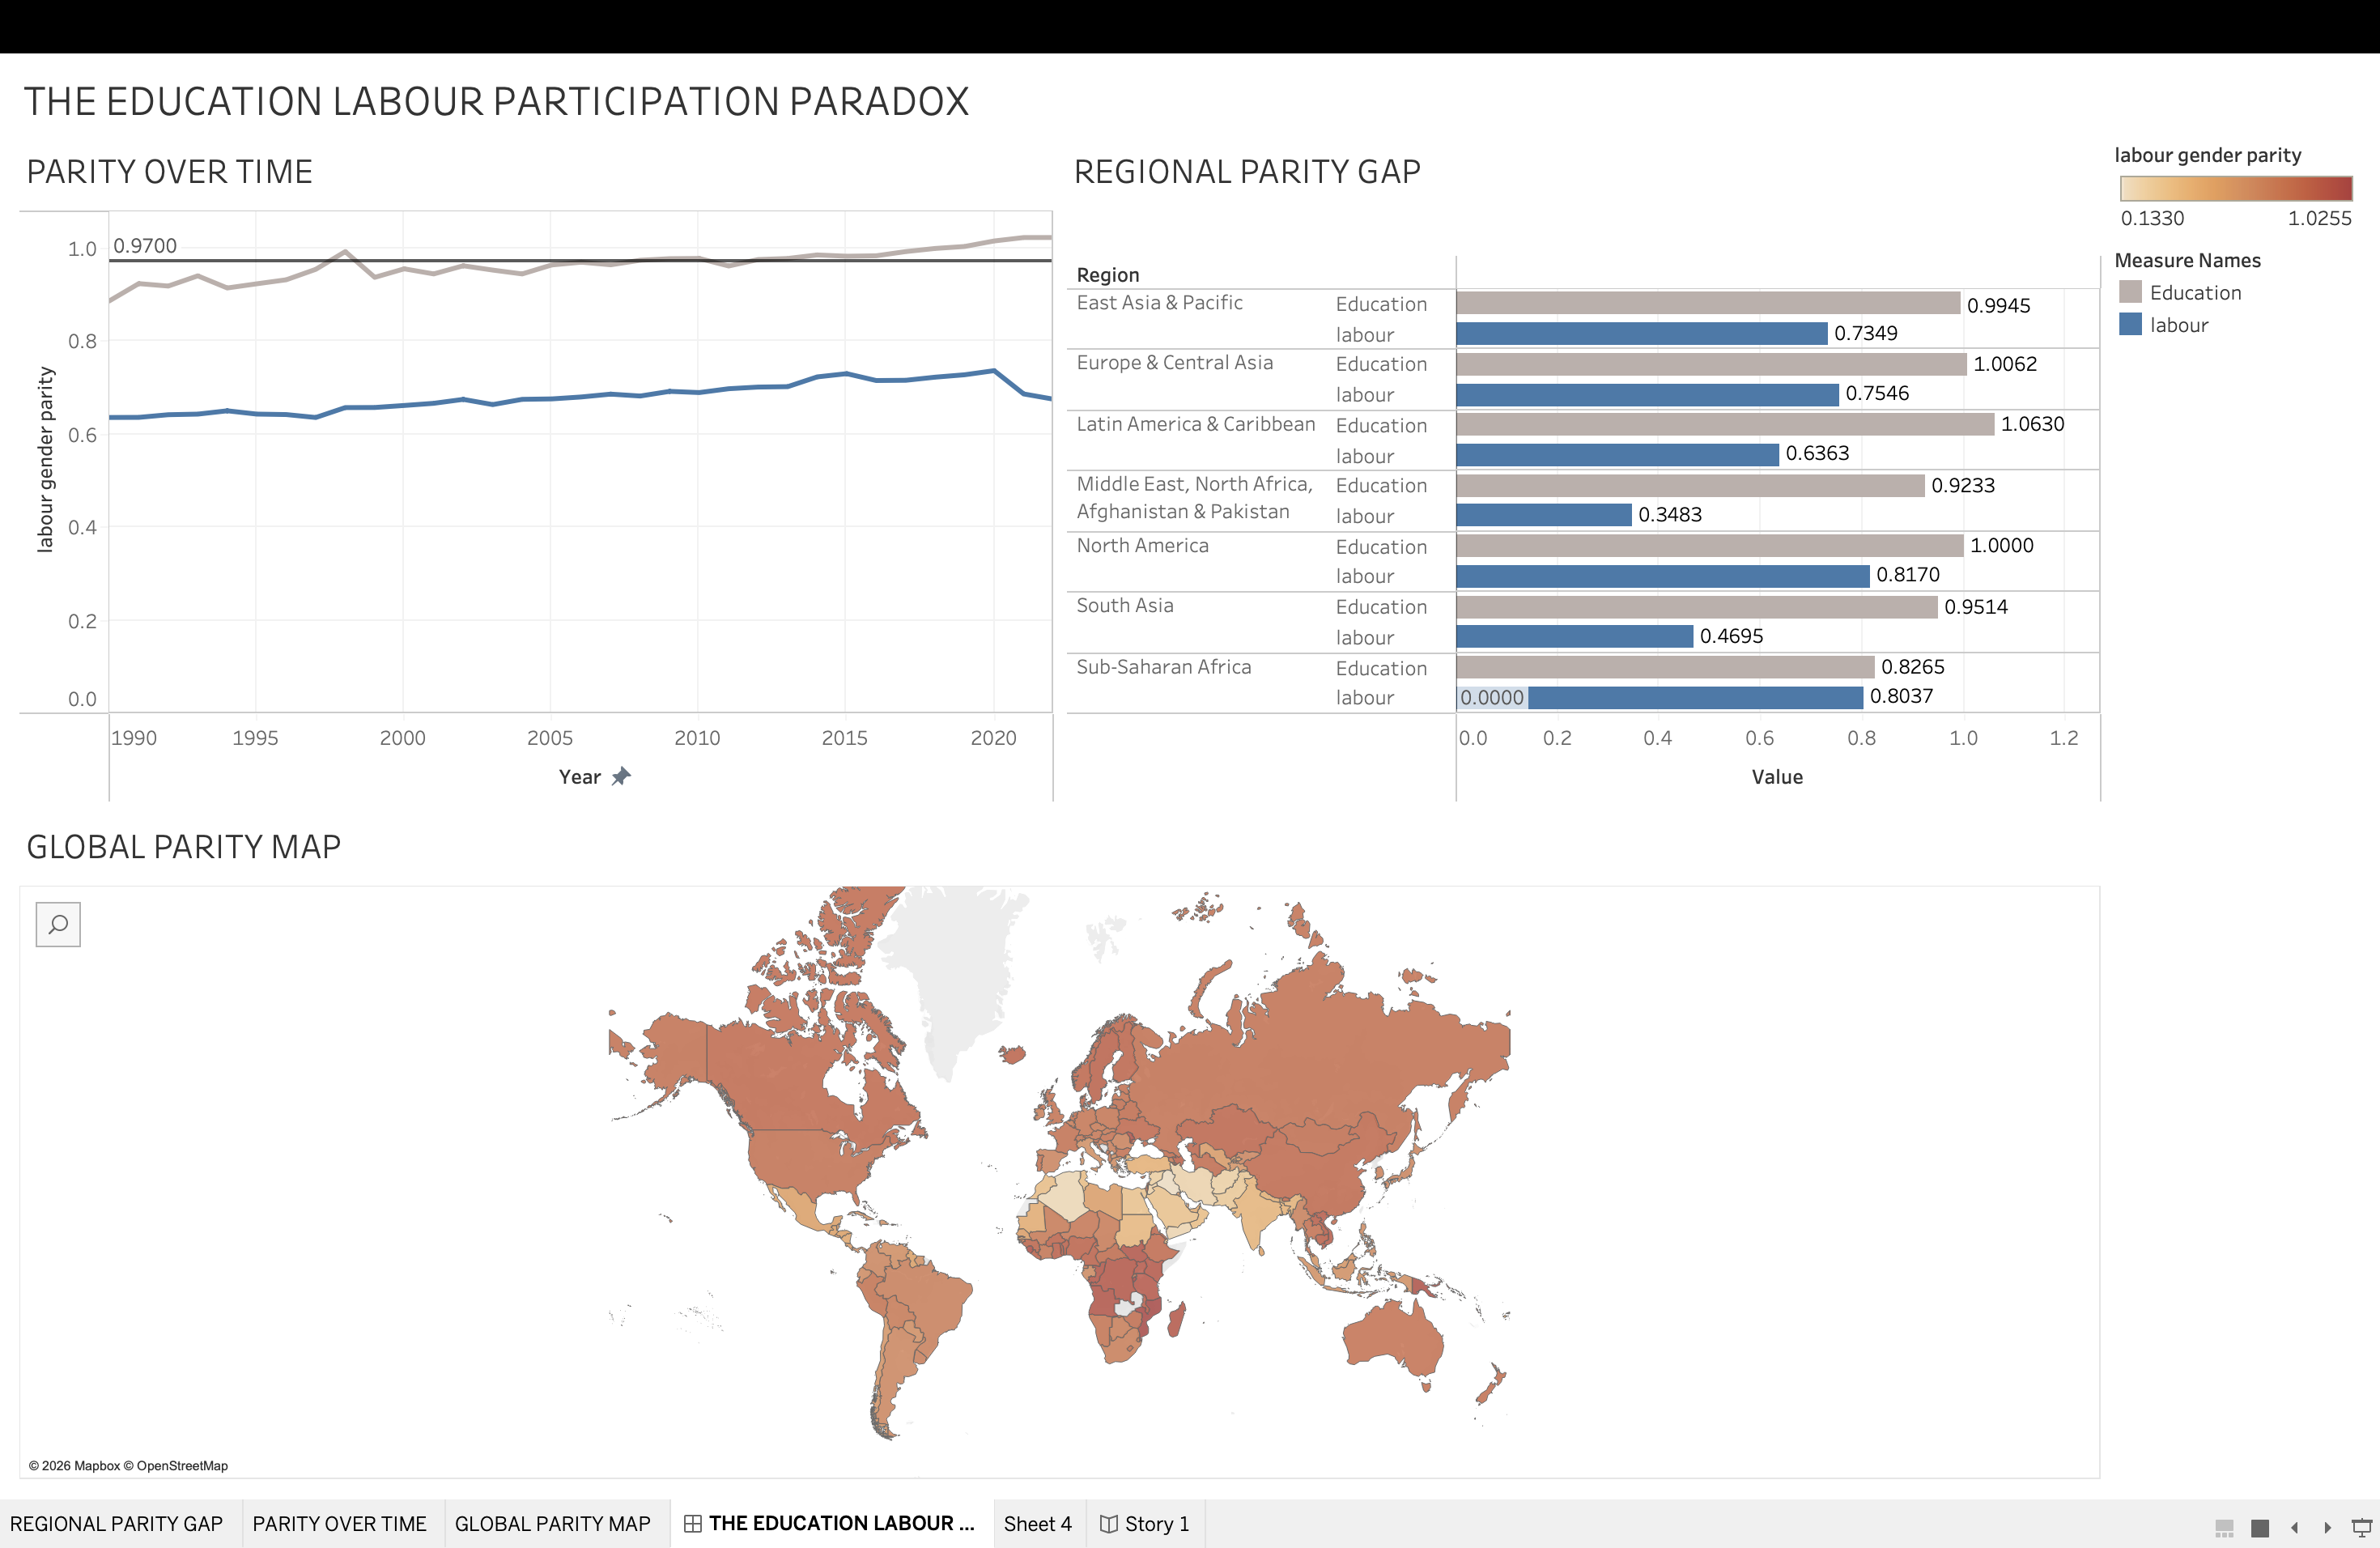 THE EDUCATION LABOUR PARTICIPATION PARADOX
PARITY OVER TIME
labour gender parity
1.0
0.8
0.6
0.4
0.2
0.0
0.9700
1990 1995 2000 2005 2010 2015 2020
Year
REGIONAL PARITY GAP
Region
East Asia & Pacific Education 0.9945
labour 0.7349
Europe & Central Asia Education 1.0062
labour 0.7546
Latin America & Caribbean Education 1.0630
labour 0.6363
Middle East, North Africa, Education 0.9233
Afghanistan & Pakistan labour 0.3483
North America Education 1.0000
labour 0.8170
South Asia Education 0.9514
labour 0.4695
Sub-Saharan Africa Education 0.8265
labour 0.0000 0.8037
0.0 0.2 0.4 0.6 0.8 1.0 1.2
Value
labour gender parity
0.1330 1.0255
Measure Names
Education
labour
GLOBAL PARITY MAP
© 2026 Mapbox © OpenStreetMap
REGIONAL PARITY GAP PARITY OVER TIME GLOBAL PARITY MAP THE EDUCATION LABOUR ... Sheet 4 Story 1